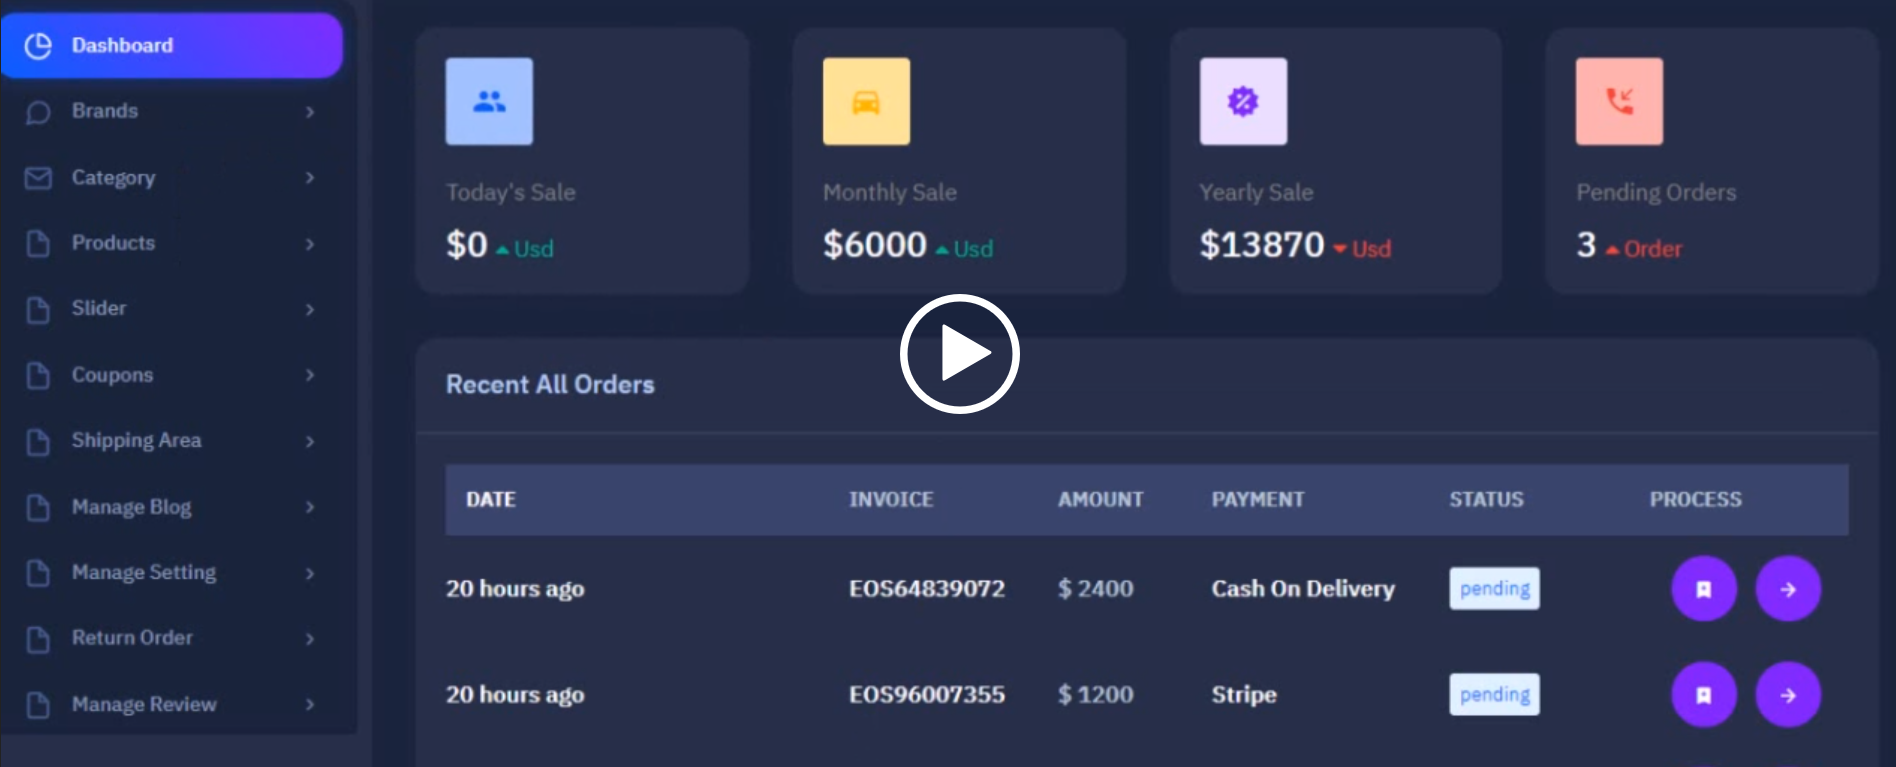 Dashboard
Brands
Category
Products
Slider
Coupons
Shipping Area
Manage Blog
Manage Setting
Return Order
Manage Review
Today's Sale
$0 Usd
Monthly Sale
$6000 Usd
Yearly Sale
$13870 Usd
Pending Orders
3 Order
Recent All Orders
DATE INVOICE AMOUNT PAYMENT STATUS PROCESS
20 hours ago EOS64839072 $ 2400 Cash On Delivery pending
20 hours ago EOS96007355 $ 1200 Stripe pending